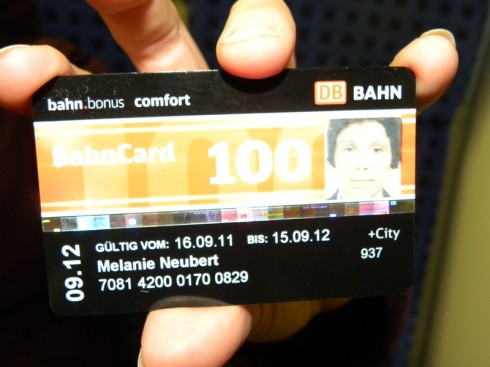 bahn.bonus comfort DB BAHN
BahnCard 100
GÜLTIG VOM: 16.09.11 BIS: 15.09.12 +City
Melanie Neubert 937
7081 4200 0170 0829
09.12